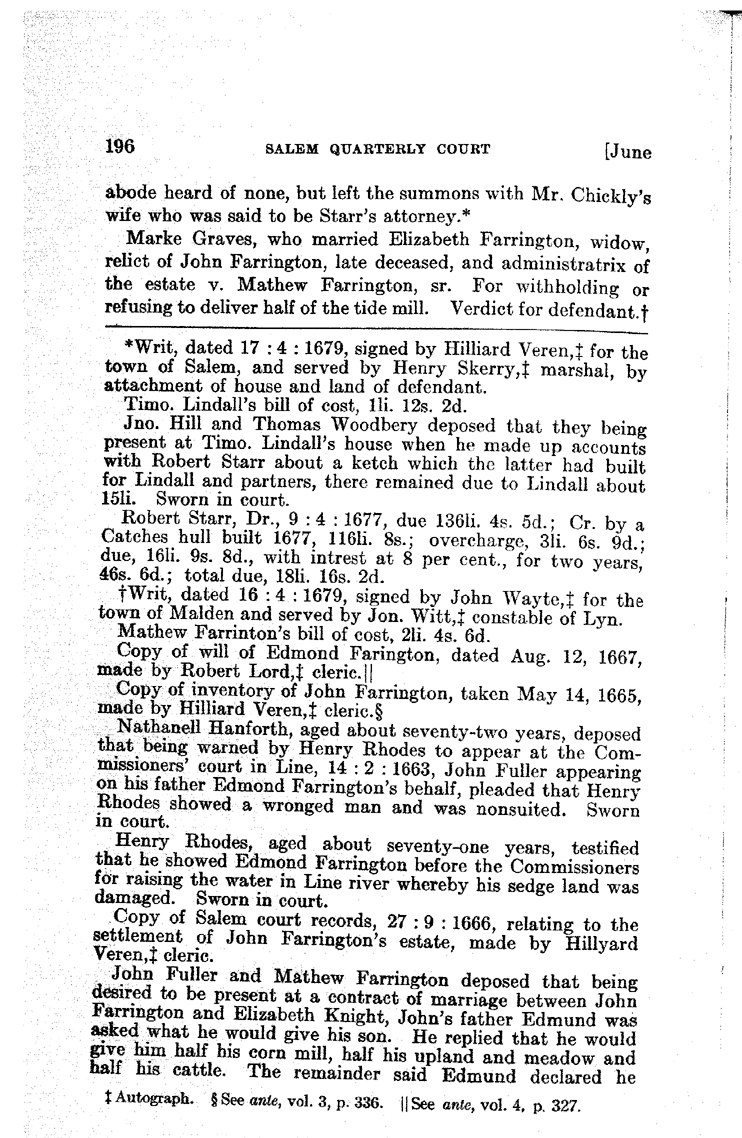 196 SALEM QUARTERLY COURT [June
abode heard of none, but left the summons with Mr. Chickly's
wife who was said to be Starr's attorney.*
Marke Graves, who married Elizabeth Farrington, widow,
relict of John Farrington, late deceased, and administratrix of
the estate v. Mathew Farrington, sr. For withholding or
refusing to deliver half of the tide mill. Verdict for defendant.†
*Writ, dated 17 : 4 : 1679, signed by Hilliard Veren,‡ for the
town of Salem, and served by Henry Skerry,‡ marshal, by
attachment of house and land of defendant.
Timo. Lindall's bill of cost, 1li. 12s. 2d.
Jno. Hill and Thomas Woodbery deposed that they being
present at Timo. Lindall's house when he made up accounts
with Robert Starr about a ketch which the latter had built
for Lindall and partners, there remained due to Lindall about
15li. Sworn in court.
Robert Starr, Dr., 9 : 4 : 1677, due 136li. 4s. 5d.; Cr. by a
Catches hull built 1677, 116li. 8s.; overcharge, 3li. 6s. 9d.;
due, 16li. 9s. 8d., with intrest at 8 per cent., for two years,
46s. 6d.; total due, 18li. 16s. 2d.
†Writ, dated 16 : 4 : 1679, signed by John Wayte,‡ for the
town of Malden and served by Jon. Witt,‡ constable of Lyn.
Mathew Farrinton's bill of cost, 2li. 4s. 6d.
Copy of will of Edmond Farington, dated Aug. 12, 1667,
made by Robert Lord,‡ cleric.||
Copy of inventory of John Farrington, taken May 14, 1665,
made by Hilliard Veren,‡ cleric.§
Nathanell Hanforth, aged about seventy-two years, deposed
that being warned by Henry Rhodes to appear at the Com-
missioners' court in Line, 14 : 2 : 1663, John Fuller appearing
on his father Edmond Farrington's behalf, pleaded that Henry
Rhodes showed a wronged man and was nonsuited. Sworn
in court.
Henry Rhodes, aged about seventy-one years, testified
that he showed Edmond Farrington before the Commissioners
for raising the water in Line river whereby his sedge land was
damaged. Sworn in court.
Copy of Salem court records, 27 : 9 : 1666, relating to the
settlement of John Farrington's estate, made by Hillyard
Veren,‡ cleric.
John Fuller and Mathew Farrington deposed that being
desired to be present at a contract of marriage between John
Farrington and Elizabeth Knight, John's father Edmund was
asked what he would give his son. He replied that he would
give him half his corn mill, half his upland and meadow and
half his cattle. The remainder said Edmund declared he
‡ Autograph. § See ante, vol. 3, p. 336. || See ante, vol. 4, p. 327.